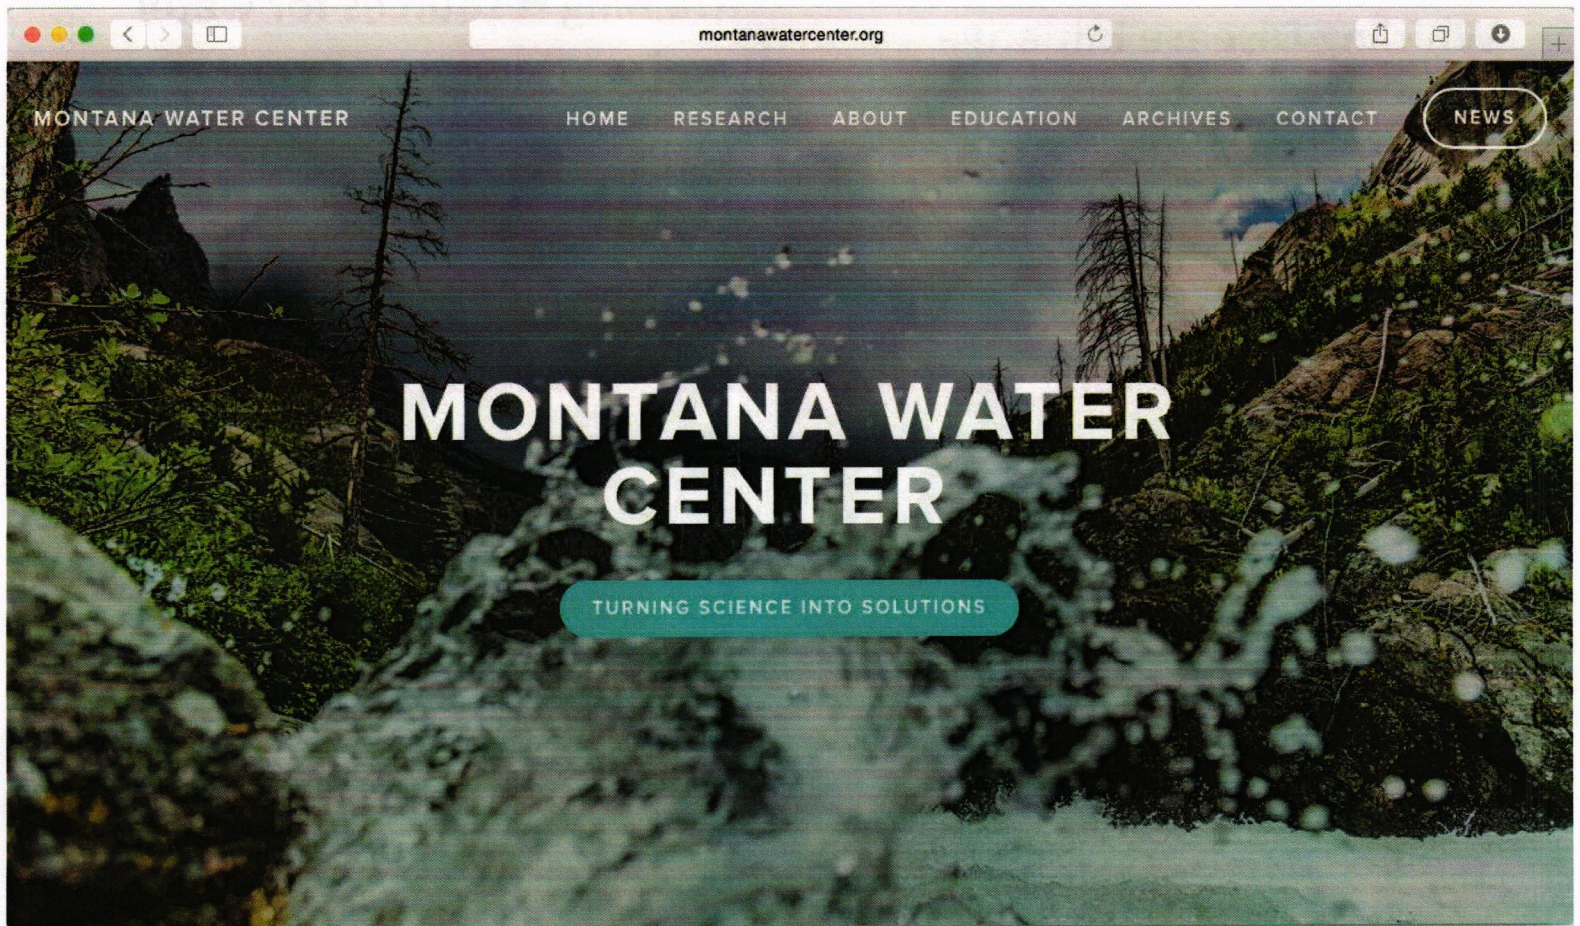 montanawatercenter.org
MONTANA WATER CENTER
HOME RESEARCH ABOUT EDUCATION ARCHIVES CONTACT NEWS
MONTANA WATER
CENTER
TURNING SCIENCE INTO SOLUTIONS